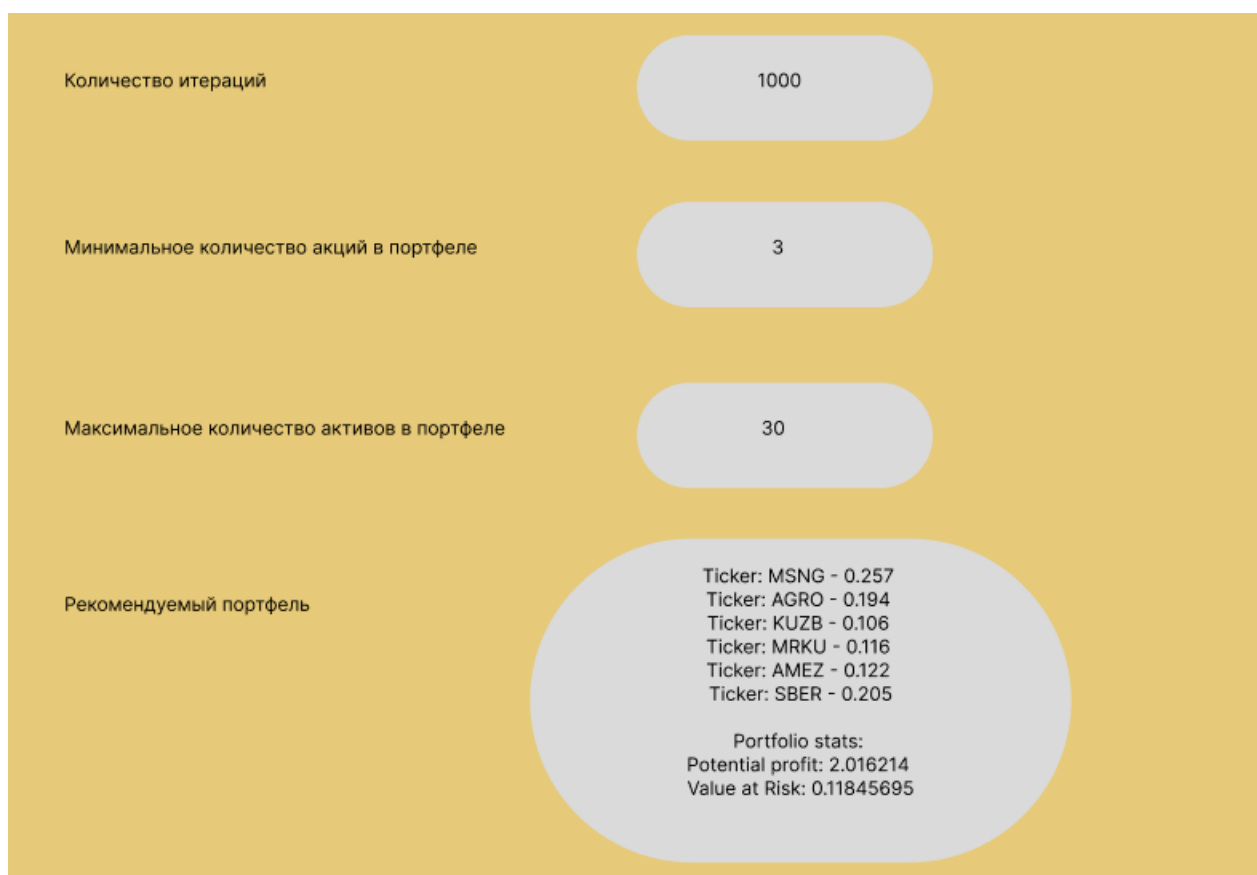 Количество итераций
1000
Минимальное количество акций в портфеле
3
Максимальное количество активов в портфеле
30
Рекомендуемый портфель
Ticker: MSNG - 0.257
Ticker: AGRO - 0.194
Ticker: KUZB - 0.106
Ticker: MRKU - 0.116
Ticker: AMEZ - 0.122
Ticker: SBER - 0.205
Portfolio stats:
Potential profit: 2.016214
Value at Risk: 0.11845695